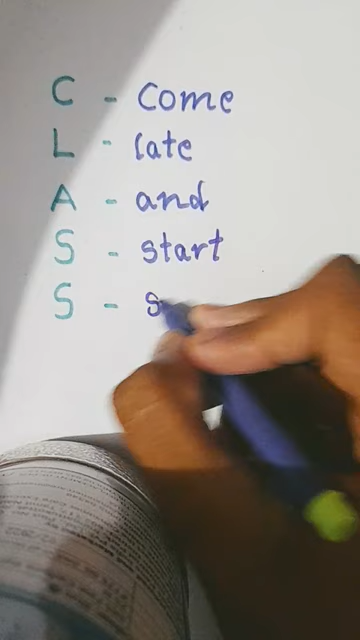 C - Come
L - late
A - and
S - start
S - s